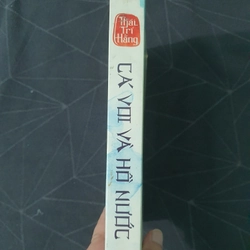 Thái
Trí
Hằng
CÁ VOI VÀ HỒ NƯỚC